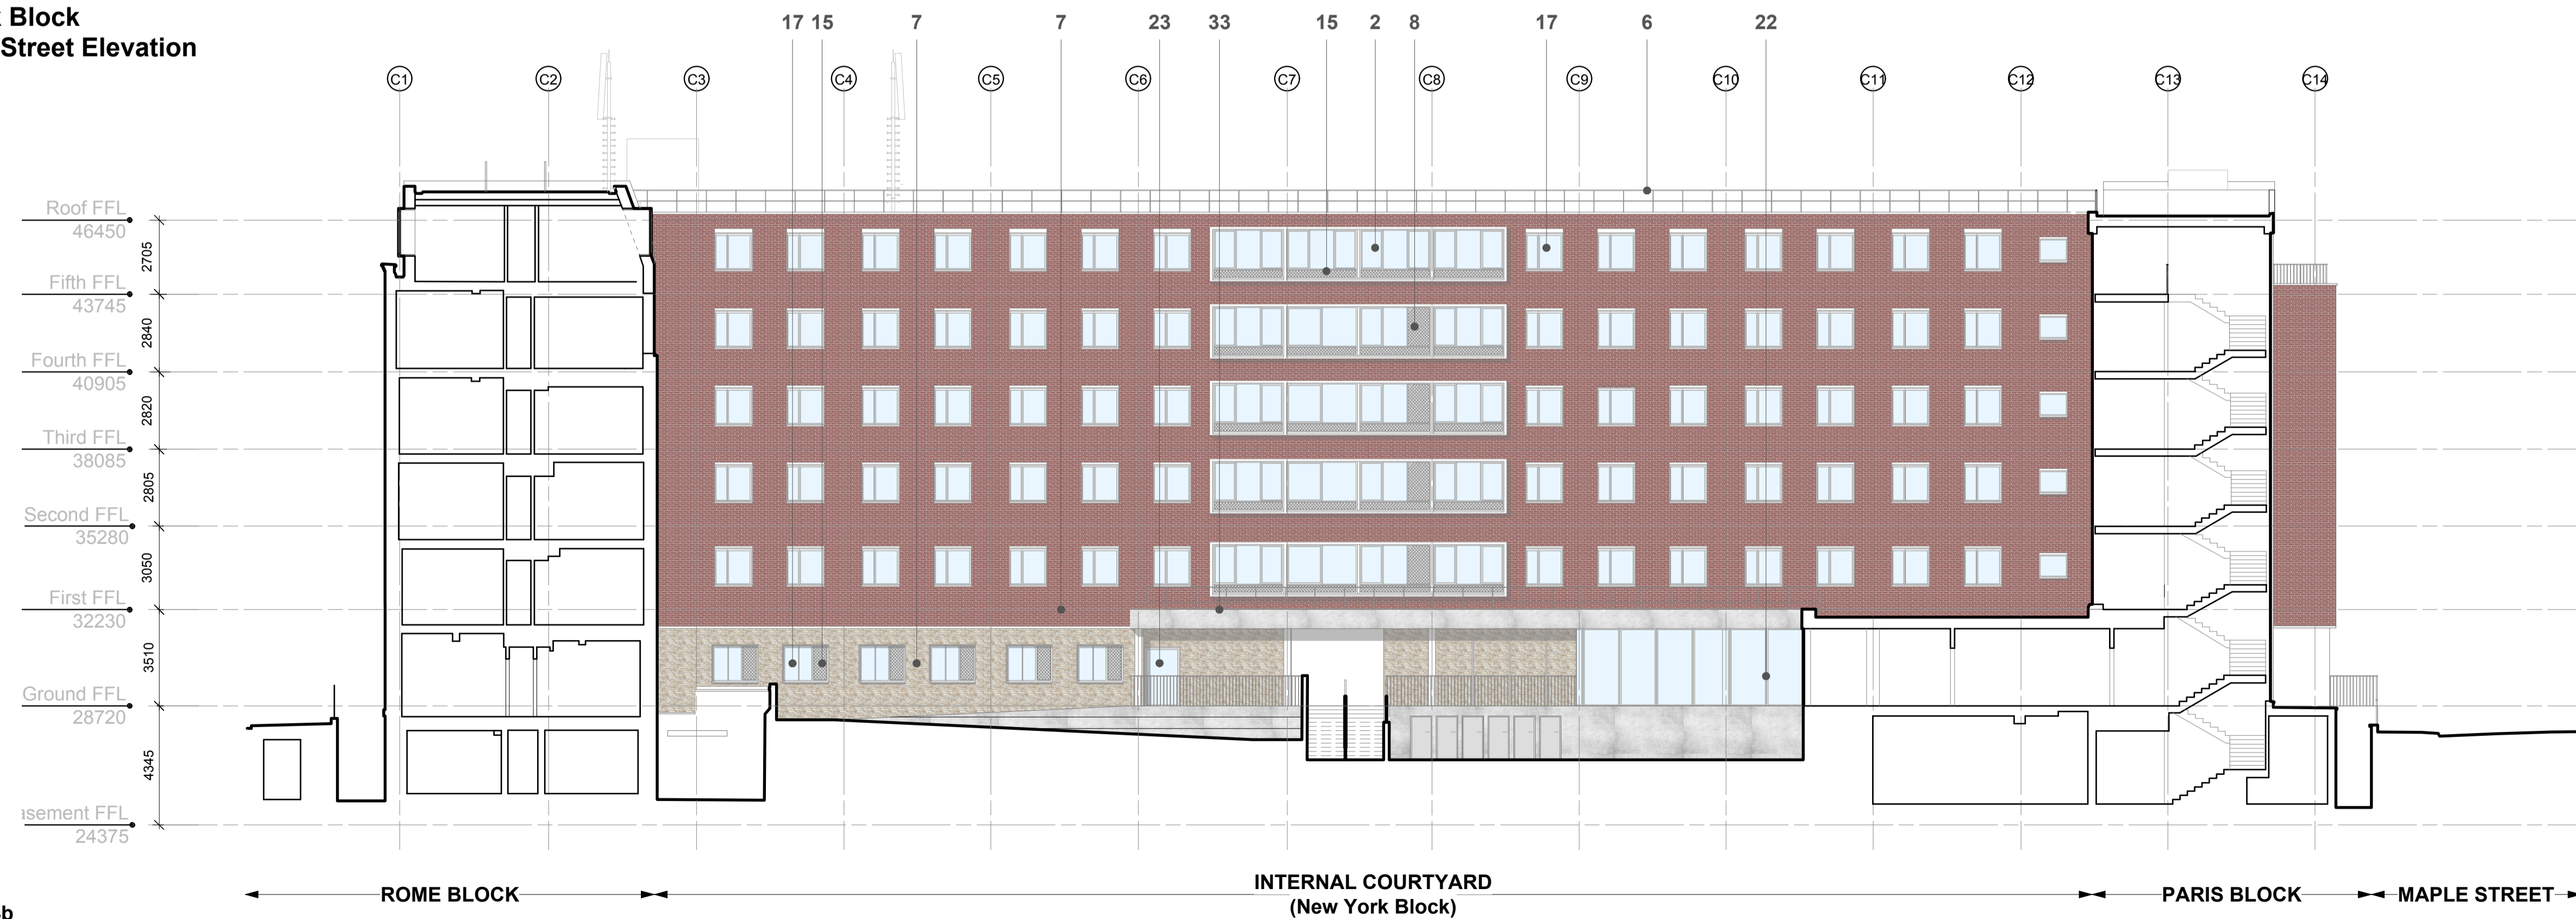 Block
Street Elevation
17 15 7 7 23 33 15 2 8 17 6 22
C1 C2 C3 C4 C5 C6 C7 C8 C9 C10 C11 C12 C13 C14
Roof FFL
46450
2705
Fifth FFL
43745
2840
Fourth FFL
40905
2820
Third FFL
38085
2805
Second FFL
35280
3050
First FFL
32230
3510
Ground FFL
28720
4345
asement FFL
24375
ROME BLOCK
INTERNAL COURTYARD
(New York Block)
PARIS BLOCK
MAPLE STREET
b